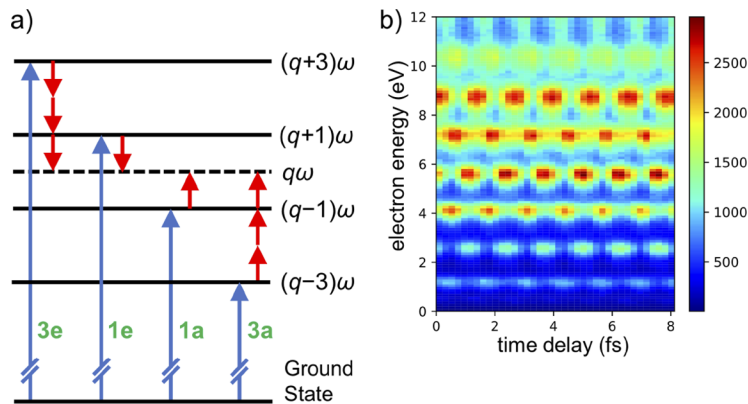 a)
(q+3)ω
(q+1)ω
qω
(q−1)ω
(q−3)ω
3e 1e 1a 3a
Ground
State
b)
electron energy (eV)
12
10
8
6
4
2
0
0 2 4 6 8
time delay (fs)
2500
2000
1500
1000
500